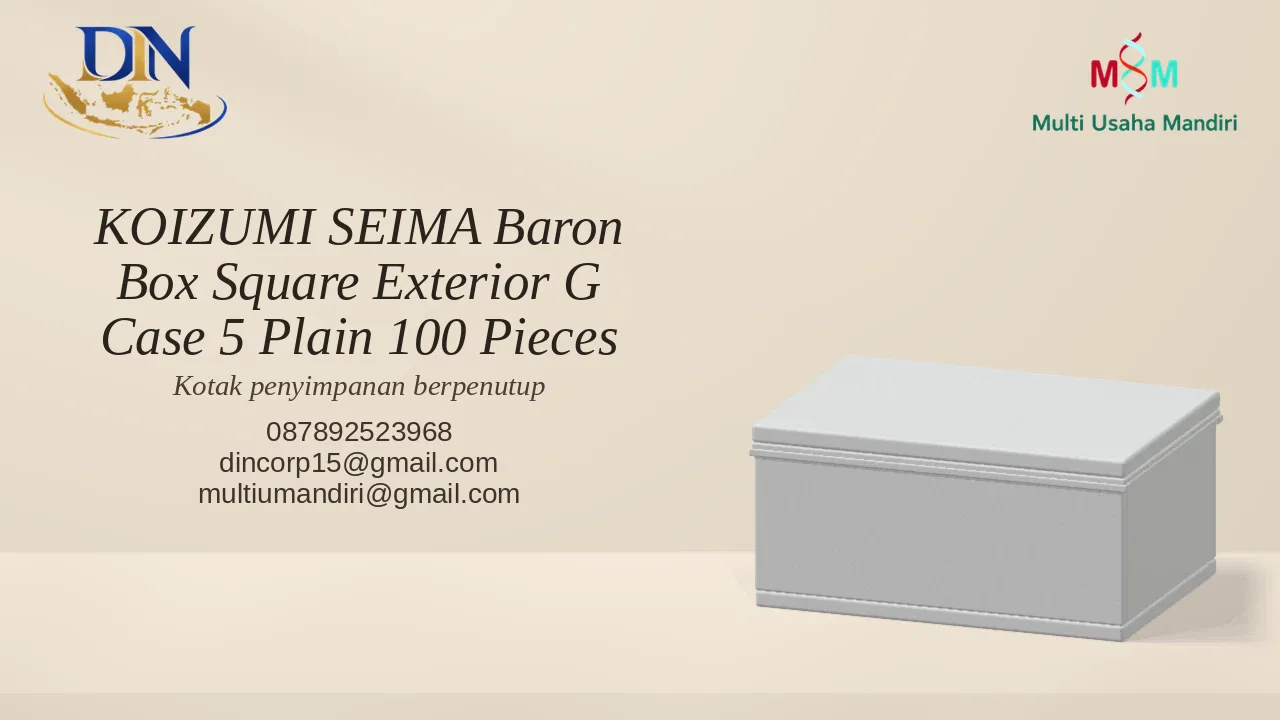 DIN
M M
Multi Usaha Mandiri
KOIZUMI SEIMA Baron
Box Square Exterior G
Case 5 Plain 100 Pieces
Kotak penyimpanan berpenutup
087892523968
dincorp15@gmail.com
multiumandiri@gmail.com